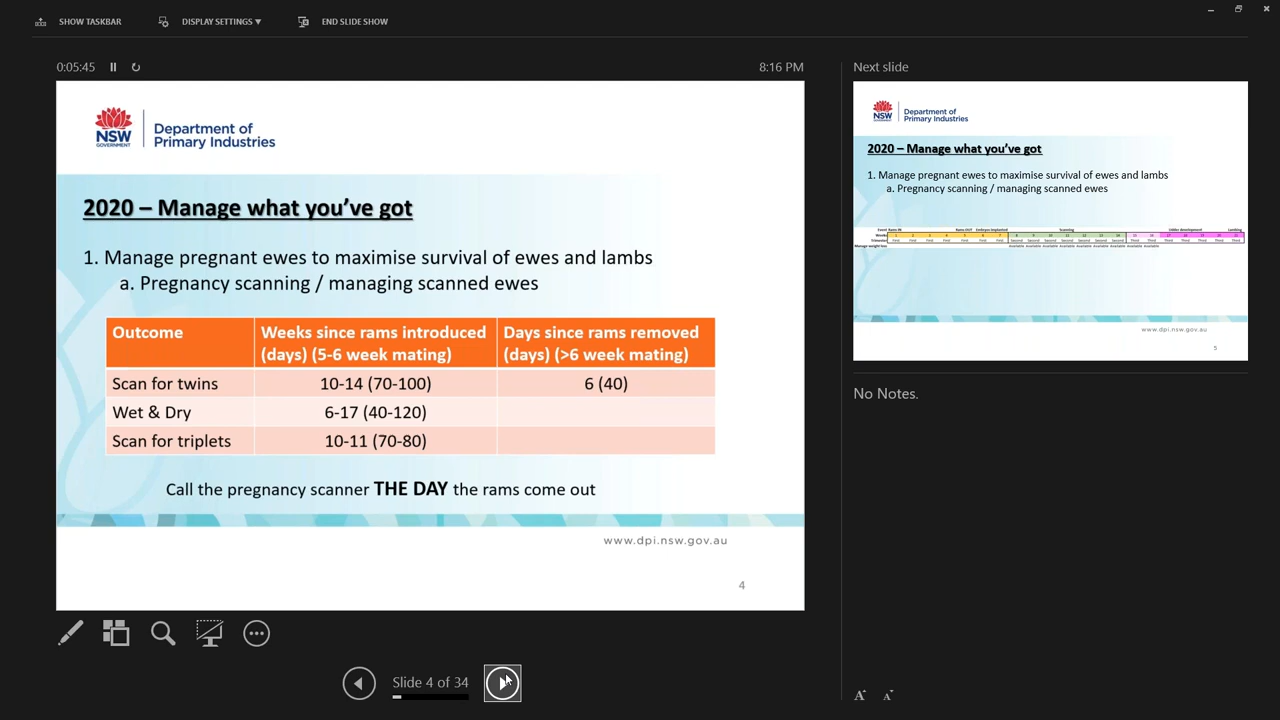 SHOW TASKBAR
DISPLAY SETTINGS ▼
END SLIDE SHOW
0:05:45
8:16 PM
NSW
GOVERNMENT
Department of
Primary Industries
2020 – Manage what you've got
1. Manage pregnant ewes to maximise survival of ewes and lambs
a. Pregnancy scanning / managing scanned ewes
Outcome
Weeks since rams introduced
(days) (5-6 week mating)
Days since rams removed
(days) (>6 week mating)
Scan for twins
10-14 (70-100)
6 (40)
Wet & Dry
6-17 (40-120)
Scan for triplets
10-11 (70-80)
Call the pregnancy scanner THE DAY the rams come out
www.dpi.nsw.gov.au
4
Slide 4 of 34
Next slide
NSW
Department of
Primary Industries
2020 – Manage what you've got
1. Manage pregnant ewes to maximise survival of ewes and lambs
a. Pregnancy scanning / managing scanned ewes
www.dpi.nsw.gov.au
5
No Notes.
A A